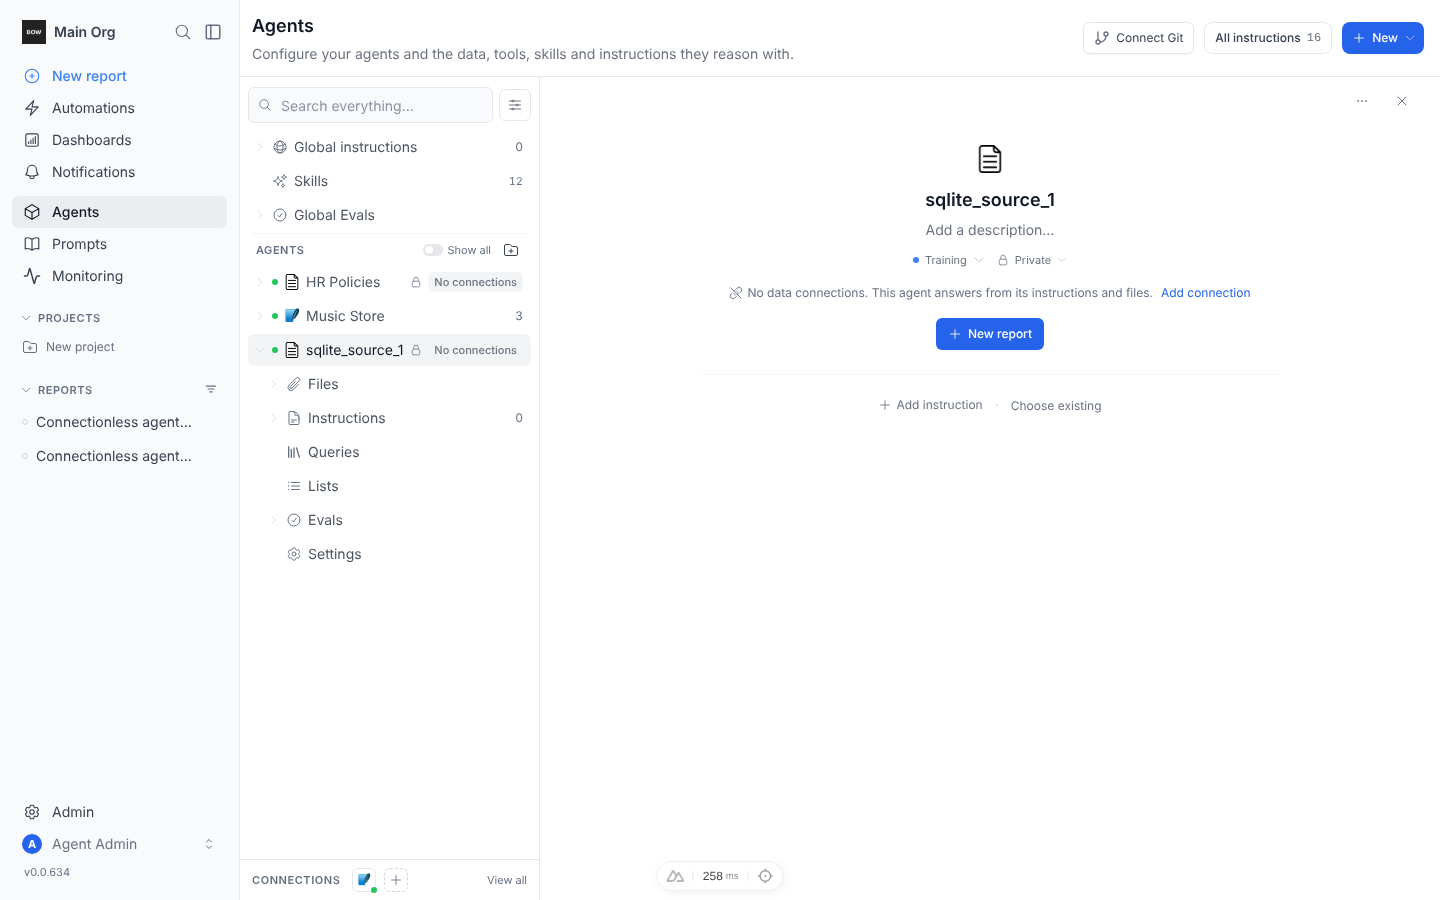 BOW
Main Org
New report
Automations
Dashboards
Notifications
Agents
Prompts
Monitoring
PROJECTS
New project
REPORTS
Connectionless agent...
Connectionless agent...
Admin
A
Agent Admin
v0.0.634
Agents
Configure your agents and the data, tools, skills and instructions they reason with.
Connect Git
All instructions 16
New
Search everything...
Global instructions 0
Skills 12
Global Evals
AGENTS
Show all
HR Policies No connections
Music Store 3
sqlite_source_1 No connections
Files
Instructions 0
Queries
Lists
Evals
Settings
CONNECTIONS
View all
sqlite_source_1
Add a description...
Training
Private
No data connections. This agent answers from its instructions and files. Add connection
New report
Add instruction · Choose existing
258 ms